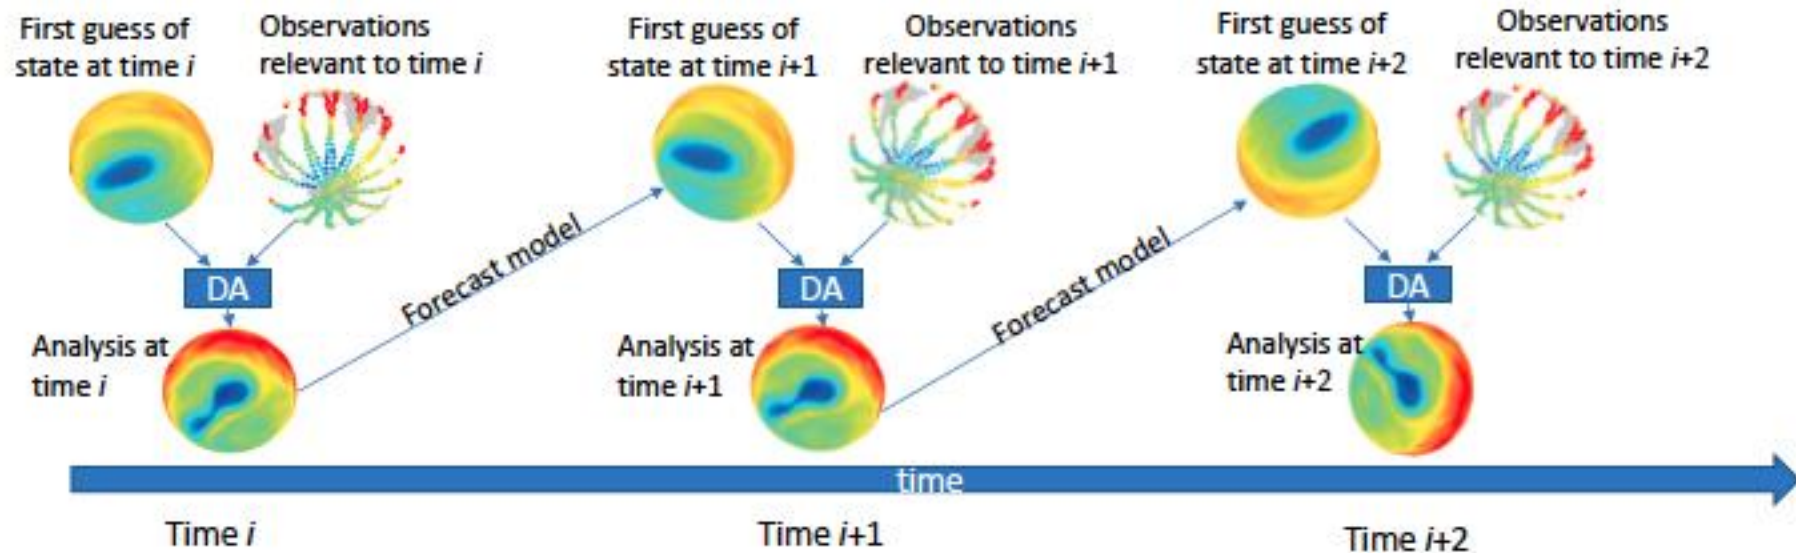 First guess of
state at time i
Observations
relevant to time i
First guess of
state at time i+1
Observations
relevant to time i+1
First guess of
state at time i+2
Observations
relevant to time i+2
DA
Forecast model
DA
Forecast model
DA
Analysis at
time i
Analysis at
time i+1
Analysis at
time i+2
time
Time i
Time i+1
Time i+2